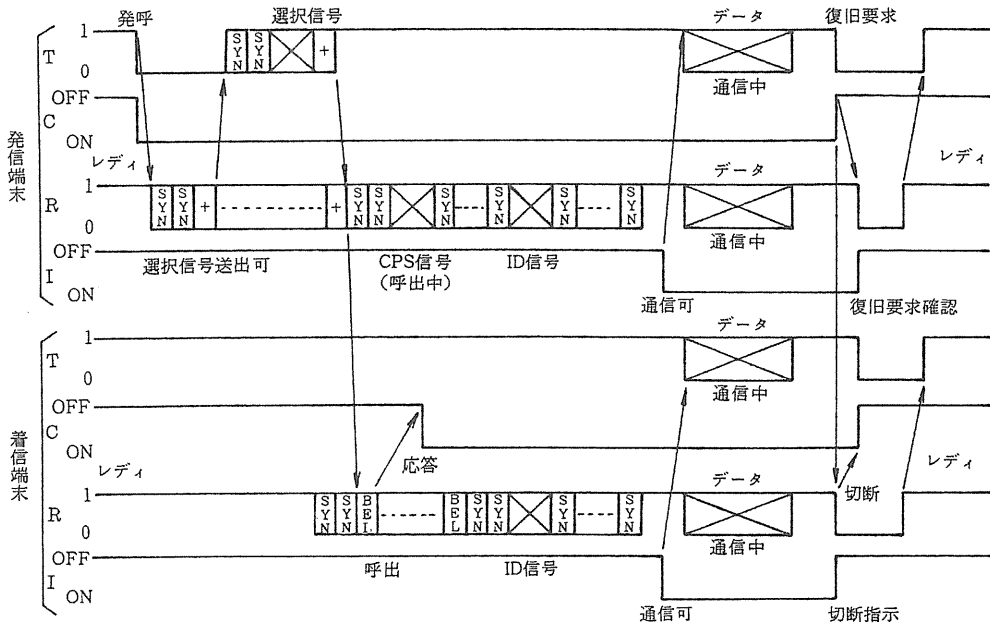 発呼
選択信号
データ
復旧要求
発信端末
T
1
0
SYN SYN +
通信中
C
OFF
ON
レディ
レディ
R
1
0
SYN SYN + + SYN SYN SYN SYN SYN
通信中
I
OFF
ON
選択信号送出可
CPS信号
(呼出中)
ID信号
通信可
復旧要求確認
着信端末
データ
T
1
0
通信中
C
OFF
ON
応答
レディ
データ
レディ
R
1
0
SYN SYN BEL BEL SYN SYN SYN SYN
切断
通信中
I
OFF
ON
呼出
ID信号
通信可
切断指示